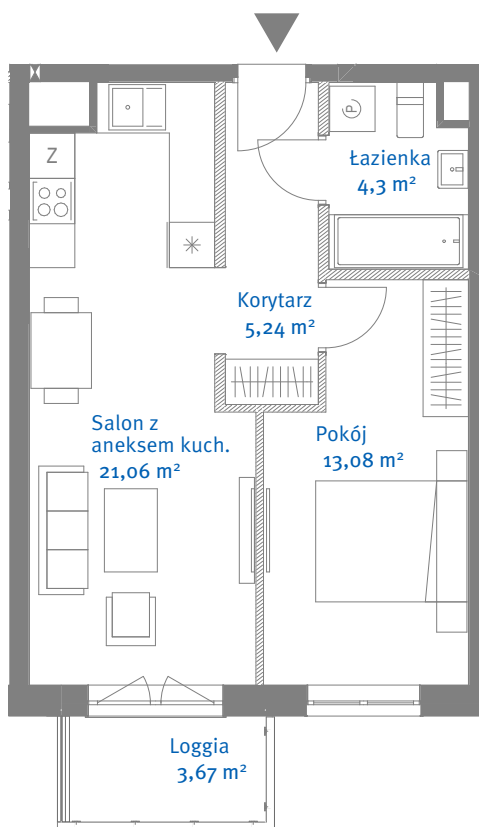 P
Z
Łazienka
4,3 m²
Korytarz
5,24 m²
Salon z
aneksem kuch.
21,06 m²
Pokój
13,08 m²
Loggia
3,67 m²